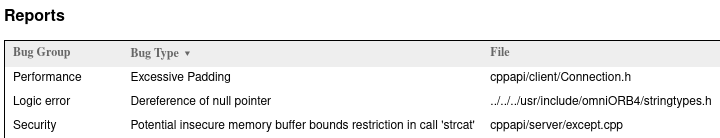 Reports
Bug Group Bug Type ▼ File
Performance Excessive Padding cppapi/client/Connection.h
Logic error Dereference of null pointer ../../../usr/include/omniORB4/stringtypes.h
Security Potential insecure memory buffer bounds restriction in call 'strcat' cppapi/server/except.cpp